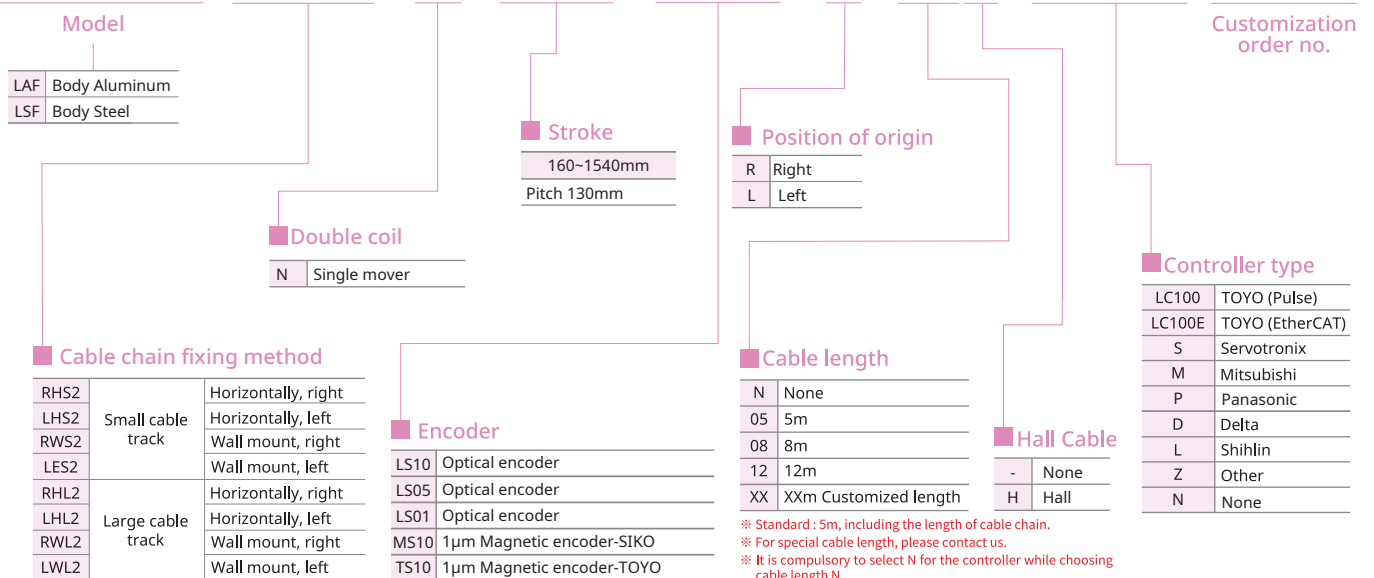 Model
LAF Body Aluminum
LSF Body Steel
Customization
order no.
Stroke
160~1540mm
Pitch 130mm
Position of origin
R Right
L Left
Double coil
N Single mover
Controller type
LC100 TOYO (Pulse)
LC100E TOYO (EtherCAT)
S Servotronix
M Mitsubishi
P Panasonic
D Delta
L Shihlin
Z Other
N None
Cable chain fixing method
RHS2 Horizontally, right
LHS2 Small cable track Horizontally, left
RWS2 Wall mount, right
LES2 Wall mount, left
RHL2 Horizontally, right
LHL2 Large cable track Horizontally, left
RWL2 Wall mount, right
LWL2 Wall mount, left
Encoder
LS10 Optical encoder
LS05 Optical encoder
LS01 Optical encoder
MS10 1μm Magnetic encoder-SIKO
TS10 1μm Magnetic encoder-TOYO
Cable length
N None
05 5m
08 8m
12 12m
XX XXm Customized length
※ Standard : 5m, including the length of cable chain.
※ For special cable length, please contact us.
※ It is compulsory to select N for the controller while choosing
cable length N
Hall Cable
- None
H Hall